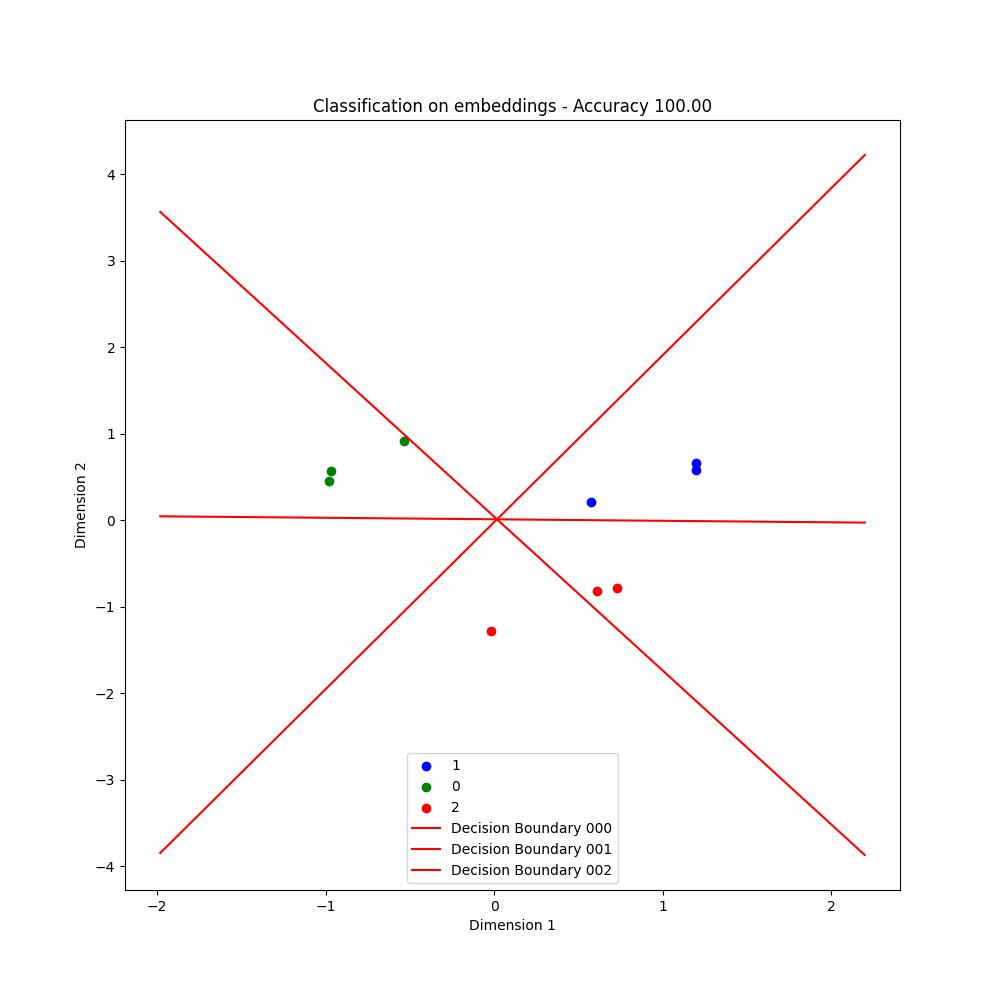 Classification on embeddings - Accuracy 100.00
4
3
2
1
0
−1
−2
−3
−4
Dimension 2
1
0
2
Decision Boundary 000
Decision Boundary 001
Decision Boundary 002
−2 −1 0 1 2
Dimension 1